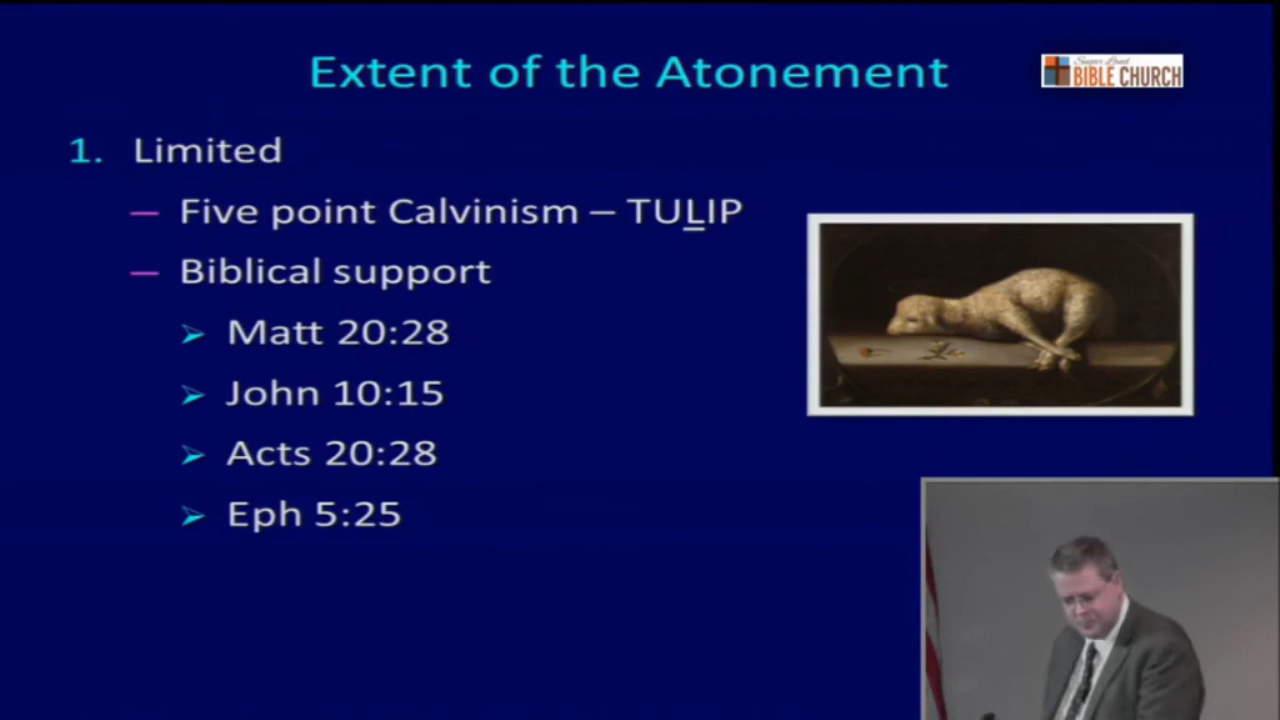 Extent of the Atonement
Sugar Land
BIBLE CHURCH
1. Limited
— Five point Calvinism – TULIP
— Biblical support
➢ Matt 20:28
➢ John 10:15
➢ Acts 20:28
➢ Eph 5:25